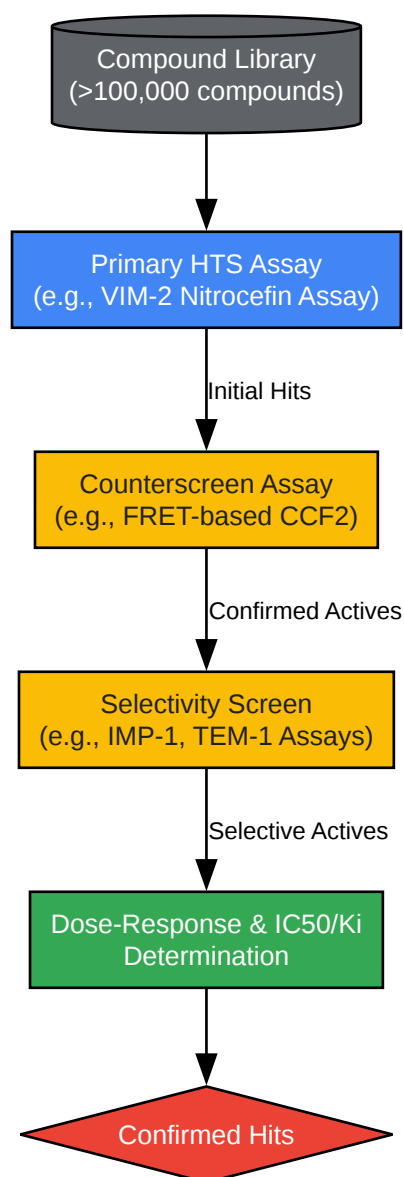 Compound Library
(>100,000 compounds)
Primary HTS Assay
(e.g., VIM-2 Nitrocefin Assay)
Initial Hits
Counterscreen Assay
(e.g., FRET-based CCF2)
Confirmed Actives
Selectivity Screen
(e.g., IMP-1, TEM-1 Assays)
Selective Actives
Dose-Response & IC50/Ki
Determination
Confirmed Hits